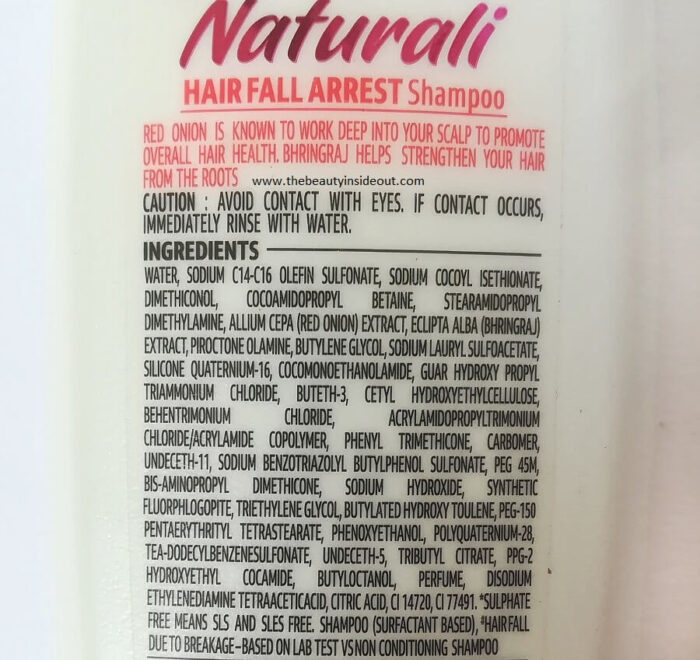 Naturali
HAIR FALL ARREST Shampoo
RED ONION IS KNOWN TO WORK DEEP INTO YOUR SCALP TO PROMOTE
OVERALL HAIR HEALTH. BHRINGRAJ HELPS STRENGTHEN YOUR HAIR
FROM THE ROOTS www.thebeautyinsideout.com
CAUTION : AVOID CONTACT WITH EYES. IF CONTACT OCCURS,
IMMEDIATELY RINSE WITH WATER.
INGREDIENTS
WATER, SODIUM C14-C16 OLEFIN SULFONATE, SODIUM COCOYL ISETHIONATE,
DIMETHICONOL, COCOAMIDOPROPYL BETAINE, STEARAMIDOPROPYL
DIMETHYLAMINE, ALLIUM CEPA (RED ONION) EXTRACT, ECLIPTA ALBA (BHRINGRAJ)
EXTRACT, PIROCTONE OLAMINE, BUTYLENE GLYCOL, SODIUM LAURYL SULFOACETATE,
SILICONE QUATERNIUM-16, COCOMONOETHANOLAMIDE, GUAR HYDROXY PROPYL
TRIAMMONIUM CHLORIDE, BUTETH-3, CETYL HYDROXYETHYLCELLULOSE,
BEHENTRIMONIUM CHLORIDE, ACRYLAMIDOPROPYLTRIMONIUM
CHLORIDE/ACRYLAMIDE COPOLYMER, PHENYL TRIMETHICONE, CARBOMER,
UNDECETH-11, SODIUM BENZOTRIAZOLYL BUTYLPHENOL SULFONATE, PEG 45M,
BIS-AMINOPROPYL DIMETHICONE, SODIUM HYDROXIDE, SYNTHETIC
FLUORPHLOGOPITE, TRIETHYLENE GLYCOL, BUTYLATED HYDROXY TOULENE, PEG-150
PENTAERYTHRITYL TETRASTEARATE, PHENOXYETHANOL, POLYQUATERNIUM-28,
TEA-DODECYLBENZENESULFONATE, UNDECETH-5, TRIBUTYL CITRATE, PPG-2
HYDROXYETHYL COCAMIDE, BUTYLOCTANOL, PERFUME, DISODIUM
ETHYLENEDIAMINE TETRAACETICACID, CITRIC ACID, CI 14720, CI 77491. *SULPHATE
FREE MEANS SLS AND SLES FREE. SHAMPOO (SURFACTANT BASED), #HAIR FALL
DUE TO BREAKAGE-BASED ON LAB TEST VS NON CONDITIONING SHAMPOO